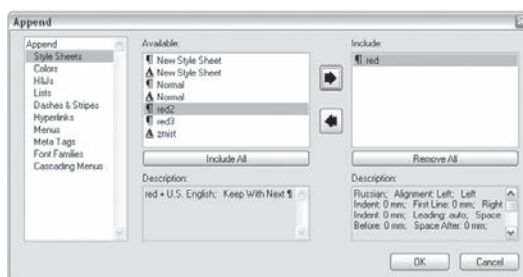 Append
Append
Style Sheets
Colors
H&Js
Lists
Dashes & Stripes
Hyperlinks
Menus
Meta Tags
Font Families
Cascading Menus
Available:
¶ New Style Sheet
A New Style Sheet
¶ Normal
A Normal
¶ red2
¶ red3
A zmist
Include All
Description:
red + U.S. English; Keep With Next ¶
Include:
¶ red
Remove All
Description:
Russian; Alignment: Left; Left
Indent: 0 mm; First Line: 0 mm; Right
Indent: 0 mm; Leading: auto; Space
Before: 0 mm; Space After: 0 mm;
OK
Cancel